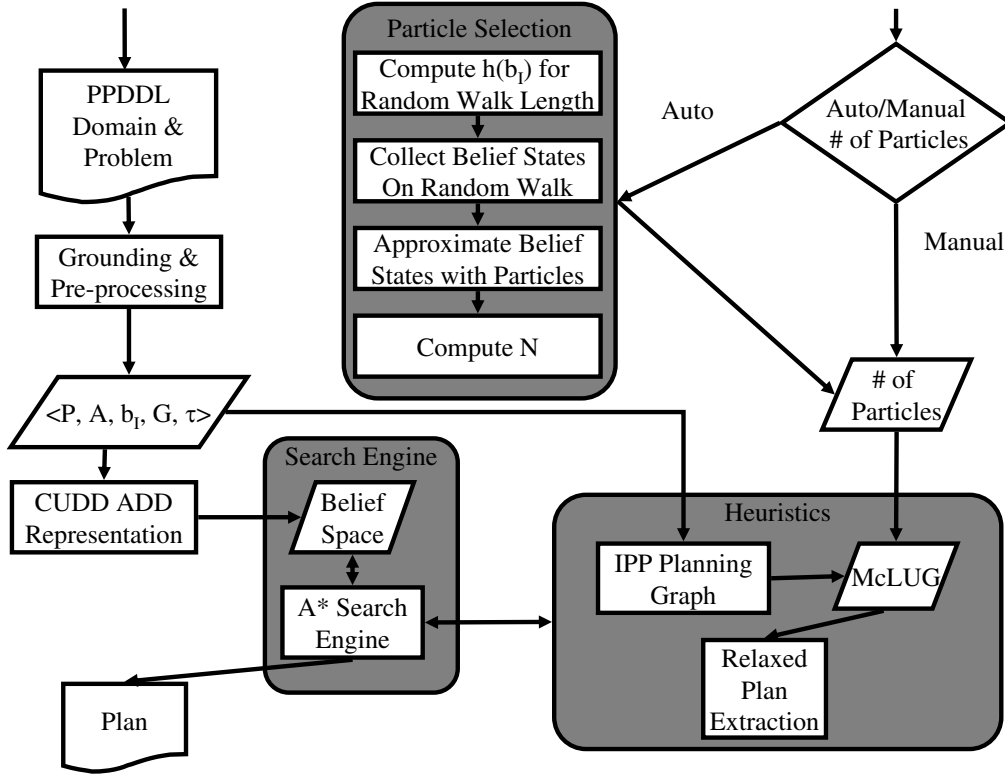 PPDDL
Domain &
Problem
Grounding &
Pre-processing
<P, A, b_I, G, τ>
CUDD ADD
Representation
Particle Selection
Compute h(b_I) for
Random Walk Length
Collect Belief States
On Random Walk
Approximate Belief
States with Particles
Compute N
Auto
Auto/Manual
# of Particles
Manual
# of
Particles
Search Engine
Belief
Space
A* Search
Engine
Plan
Heuristics
IPP Planning
Graph
McLUG
Relaxed
Plan
Extraction